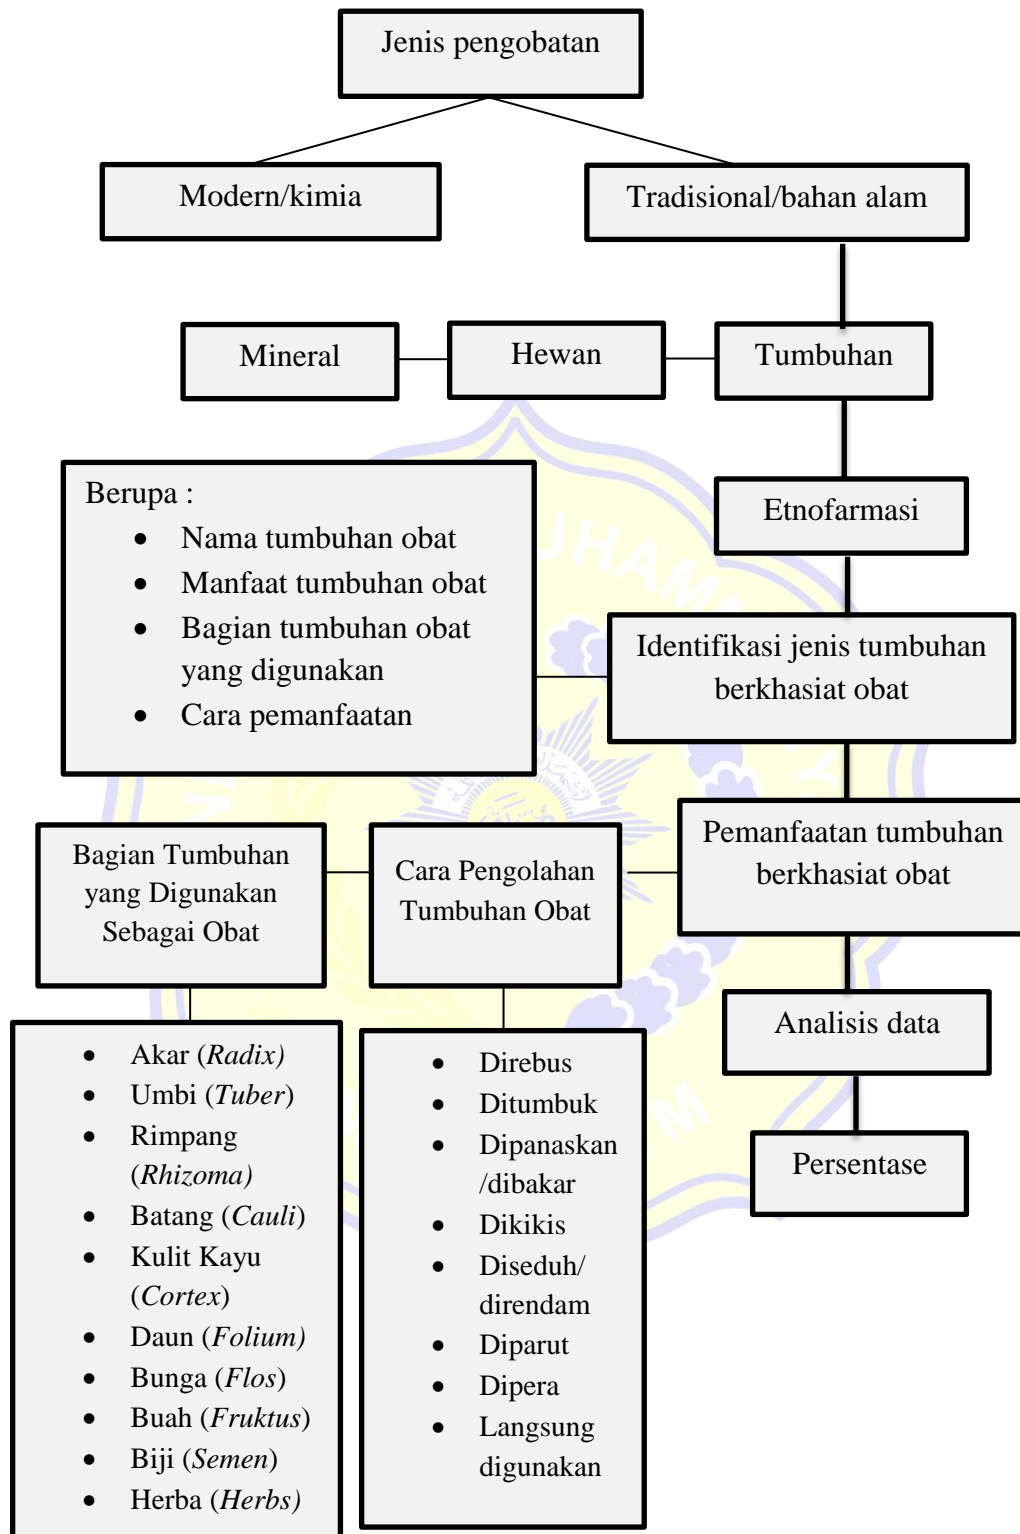 Jenis pengobatan
Modern/kimia
Tradisional/bahan alam
Mineral
Hewan
Tumbuhan
Etnofarmasi
Berupa :
• Nama tumbuhan obat
• Manfaat tumbuhan obat
• Bagian tumbuhan obat
yang digunakan
• Cara pemanfaatan
Identifikasi jenis tumbuhan
berkhasiat obat
Pemanfaatan tumbuhan
berkhasiat obat
Cara Pengolahan
Tumbuhan Obat
Bagian Tumbuhan
yang Digunakan
Sebagai Obat
Analisis data
Persentase
• Akar (Radix)
• Umbi (Tuber)
• Rimpang
(Rhizoma)
• Batang (Cauli)
• Kulit Kayu
(Cortex)
• Daun (Folium)
• Bunga (Flos)
• Buah (Fruktus)
• Biji (Semen)
• Herba (Herbs)
• Direbus
• Ditumbuk
• Dipanaskan
/dibakar
• Dikikis
• Diseduh/
direndam
• Diparut
• Dipera
• Langsung
digunakan